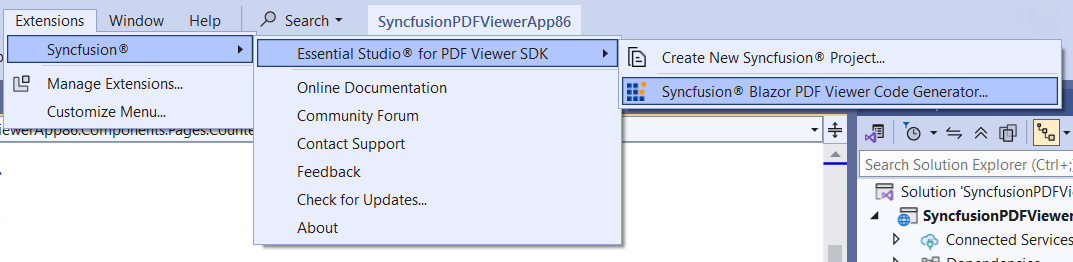 Extensions Window Help Search SyncfusionPDFViewerApp86
Syncfusion® Essential Studio® for PDF Viewer SDK Create New Syncfusion® Project...
Manage Extensions... Online Documentation Syncfusion® Blazor PDF Viewer Code Generator...
Customize Menu... Community Forum
ViewerApp86.Components.Pages.Counte
Contact Support
Feedback Search Solution Explorer (Ctrl+;)
Check for Updates... Solution 'SyncfusionPDFVi
About SyncfusionPDFViewer
Connected Services
Dependencies